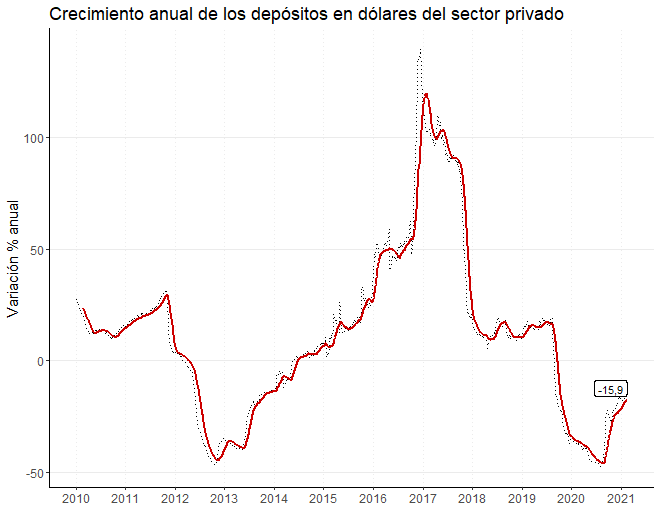 Crecimiento anual de los depósitos en dólares del sector privado
Variación % anual
100
50
0
-50
-15,9
2010 2011 2012 2013 2014 2015 2016 2017 2018 2019 2020 2021